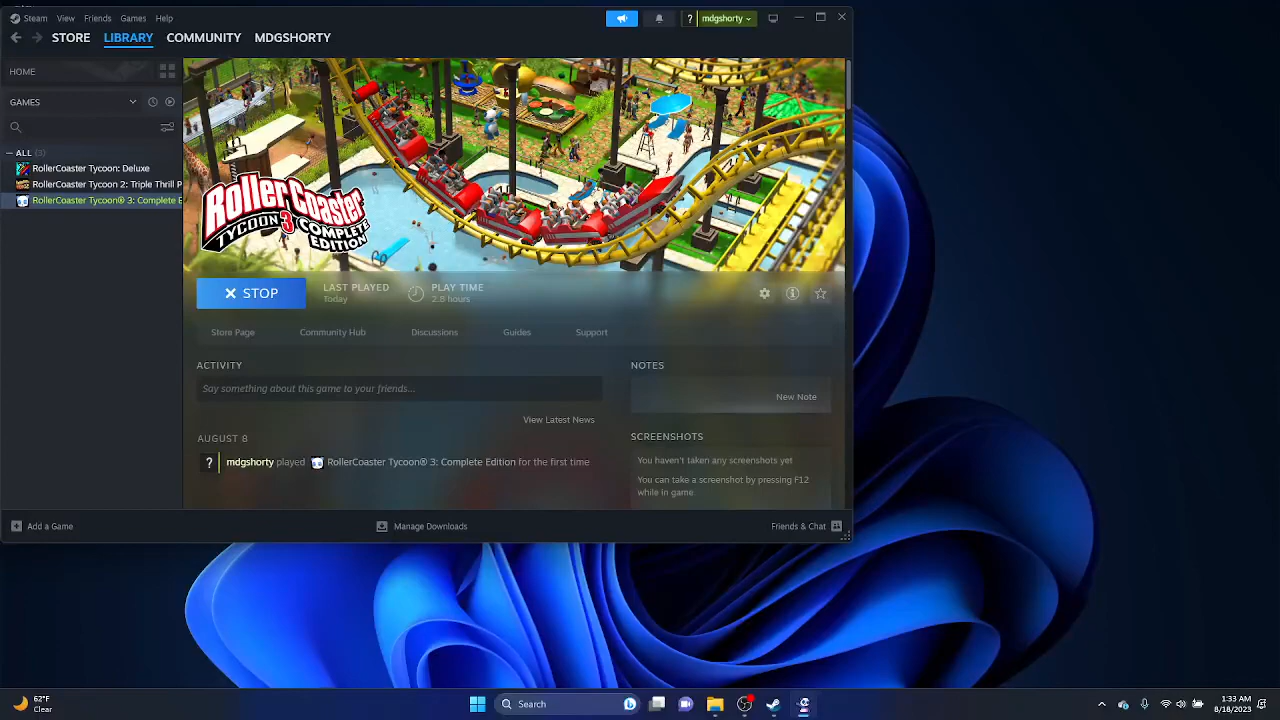 Steam View Friends Games Help
? mdgshorty
STORE LIBRARY COMMUNITY MDGSHORTY
HOME
GAMES
ALL (3)
RollerCoaster Tycoon: Deluxe
RollerCoaster Tycoon 2: Triple Thrill P
RollerCoaster Tycoon® 3: Complete E
RollerCoaster
TYCOON 3 COMPLETE
EDITION
STOP
LAST PLAYED
Today
PLAY TIME
2.8 hours
Store Page Community Hub Discussions Guides Support
ACTIVITY
Say something about this game to your friends...
View Latest News
AUGUST 8
? mdgshorty played RollerCoaster Tycoon® 3: Complete Edition for the first time
NOTES
New Note
SCREENSHOTS
You haven't taken any screenshots yet
You can take a screenshot by pressing F12
while in game
Add a Game Manage Downloads Friends & Chat
62°F
Clear
Search
1:33 AM
8/18/2023